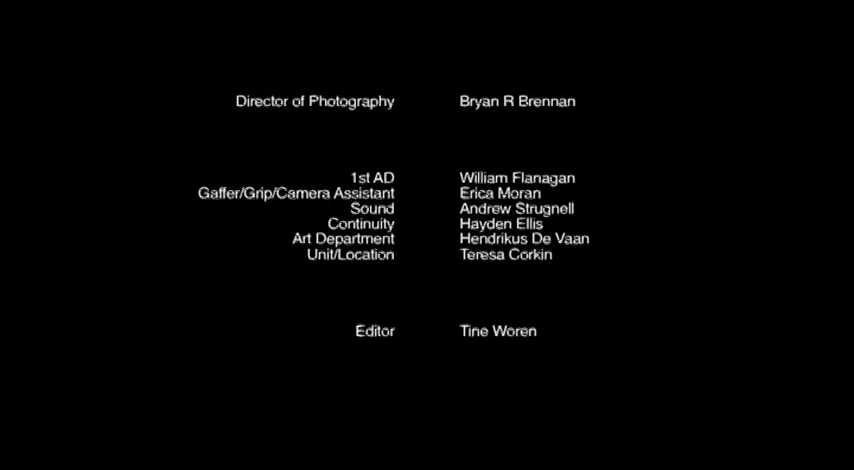 Director of Photography Bryan R Brennan
1st AD William Flanagan
Gaffer/Grip/Camera Assistant Erica Moran
Sound Andrew Strugnell
Continuity Hayden Ellis
Art Department Hendrikus De Vaan
Unit/Location Teresa Corkin
Editor Tine Woren